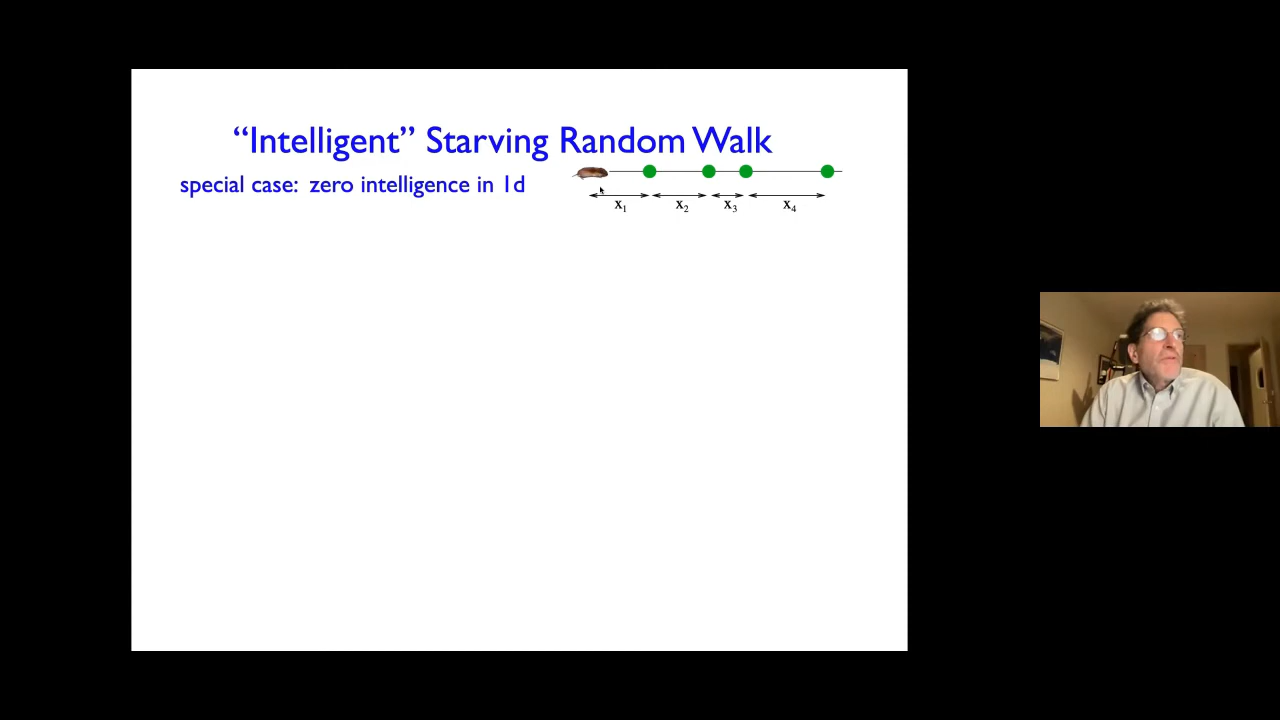 “Intelligent” Starving Random Walk
special case: zero intelligence in 1d
x₁ x₂ x₃ x₄